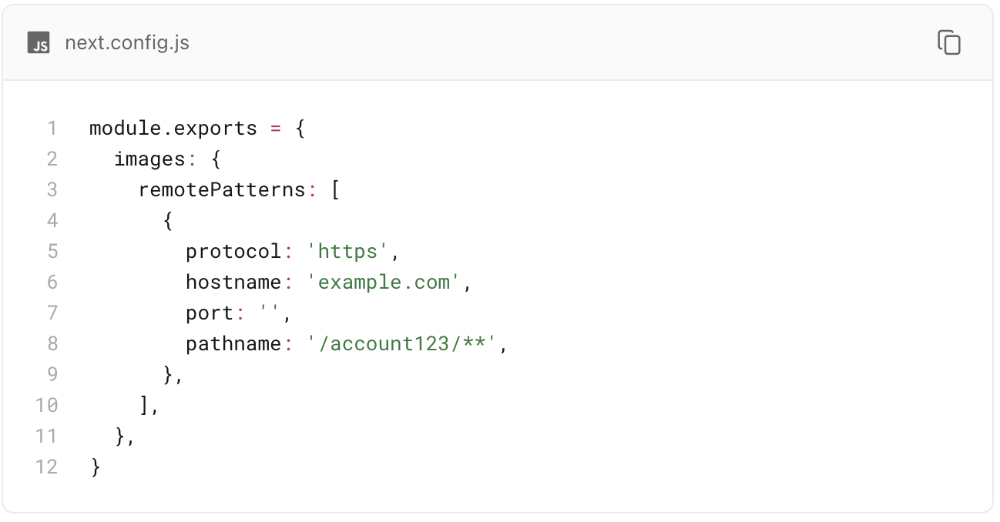 JS next.config.js
1 module.exports = {
2   images: {
3     remotePatterns: [
4       {
5         protocol: 'https',
6         hostname: 'example.com',
7         port: '',
8         pathname: '/account123/**',
9       },
10     ],
11   },
12 }